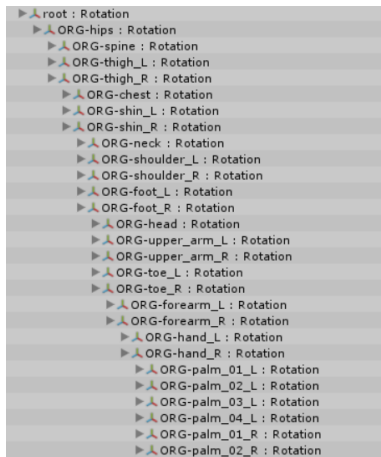 root : Rotation
ORG-hips : Rotation
ORG-spine : Rotation
ORG-thigh_L : Rotation
ORG-thigh_R : Rotation
ORG-chest : Rotation
ORG-shin_L : Rotation
ORG-shin_R : Rotation
ORG-neck : Rotation
ORG-shoulder_L : Rotation
ORG-shoulder_R : Rotation
ORG-foot_L : Rotation
ORG-foot_R : Rotation
ORG-head : Rotation
ORG-upper_arm_L : Rotation
ORG-upper_arm_R : Rotation
ORG-toe_L : Rotation
ORG-toe_R : Rotation
ORG-forearm_L : Rotation
ORG-forearm_R : Rotation
ORG-hand_L : Rotation
ORG-hand_R : Rotation
ORG-palm_01_L : Rotation
ORG-palm_02_L : Rotation
ORG-palm_03_L : Rotation
ORG-palm_04_L : Rotation
ORG-palm_01_R : Rotation
ORG-palm_02_R : Rotation